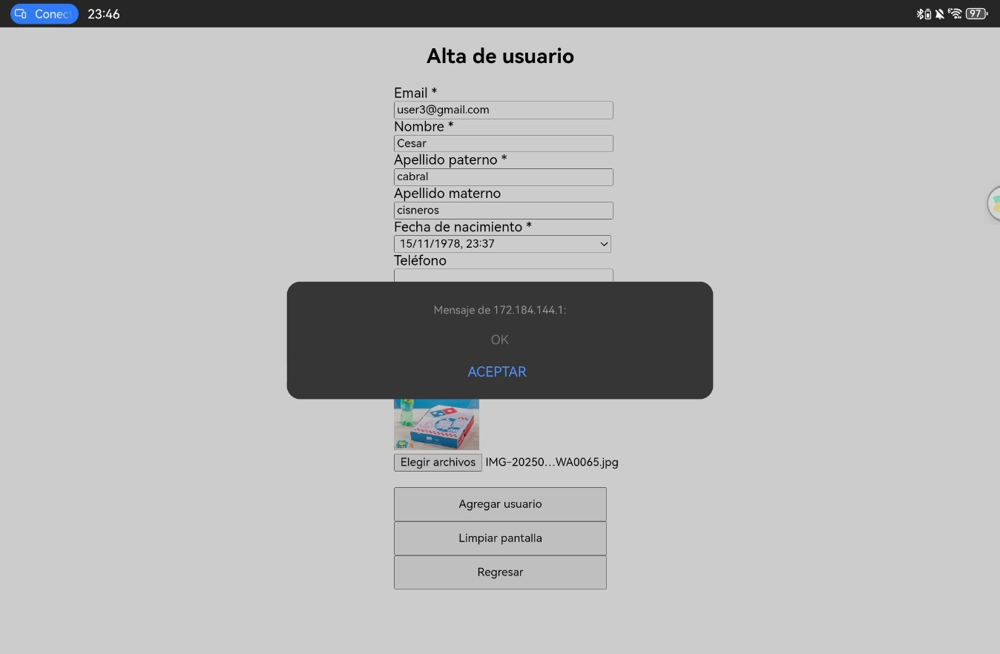 Conec
23:46
97
Alta de usuario
Email *
user3@gmail.com
Nombre *
Cesar
Apellido paterno *
cabral
Apellido materno
cisneros
Fecha de nacimiento *
15/11/1978, 23:37
Teléfono
Mensaje de 172.184.144.1:
OK
ACEPTAR
Elegir archivos IMG-20250...WA0065.jpg
Agregar usuario
Limpiar pantalla
Regresar